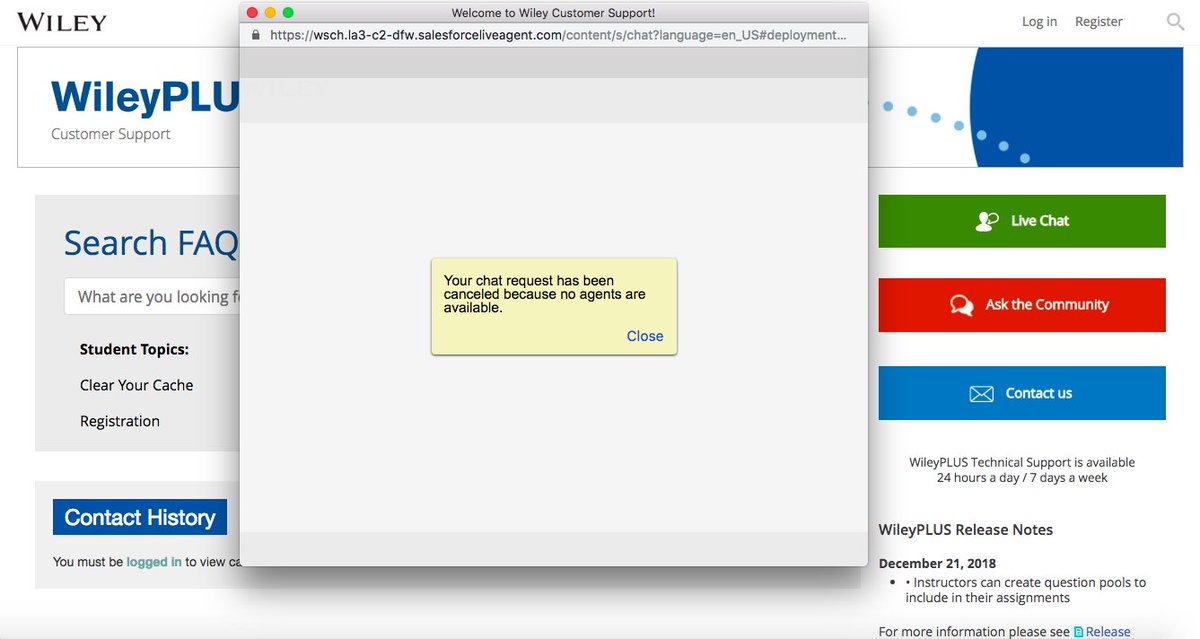 WILEY
Log in
Register
Welcome to Wiley Customer Support!
https://wsch.la3-c2-dfw.salesforceliveagent.com/content/s/chat?language=en_US#deployment...
WileyPLU
Customer Support
Search FAQ
What are you looking f
Student Topics:
Clear Your Cache
Registration
Contact History
You must be logged in to view ca
Your chat request has been
canceled because no agents are
available.
Close
Live Chat
Ask the Community
Contact us
WileyPLUS Technical Support is available
24 hours a day / 7 days a week
WileyPLUS Release Notes
December 21, 2018
• • Instructors can create question pools to
include in their assignments
For more information please see Release